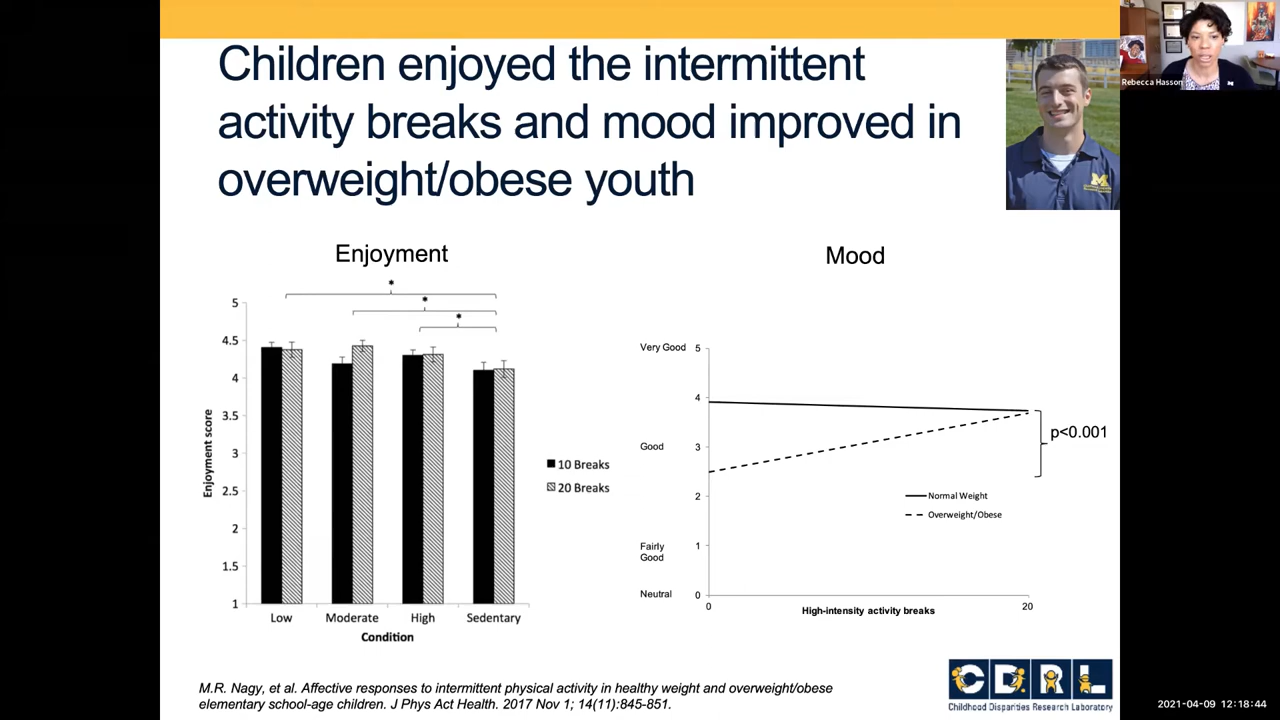 Children enjoyed the intermittent
activity breaks and mood improved in
overweight/obese youth
Rebecca Hasson
M
Enjoyment
*
*
*
5
4.5
4
3.5
3
2.5
2
1.5
1
Enjoyment score
Low Moderate High Sedentary
Condition
10 Breaks
20 Breaks
Mood
Very Good 5
4
Good 3
2
Fairly
Good
1
Neutral 0
0 20
High-intensity activity breaks
p<0.001
Normal Weight
Overweight/Obese
M.R. Nagy, et al. Affective responses to intermittent physical activity in healthy weight and overweight/obese
elementary school-age children. J Phys Act Health. 2017 Nov 1; 14(11):845-851.
CDRL
Childhood Disparities Research Laboratory
2021-04-09 12:18:44